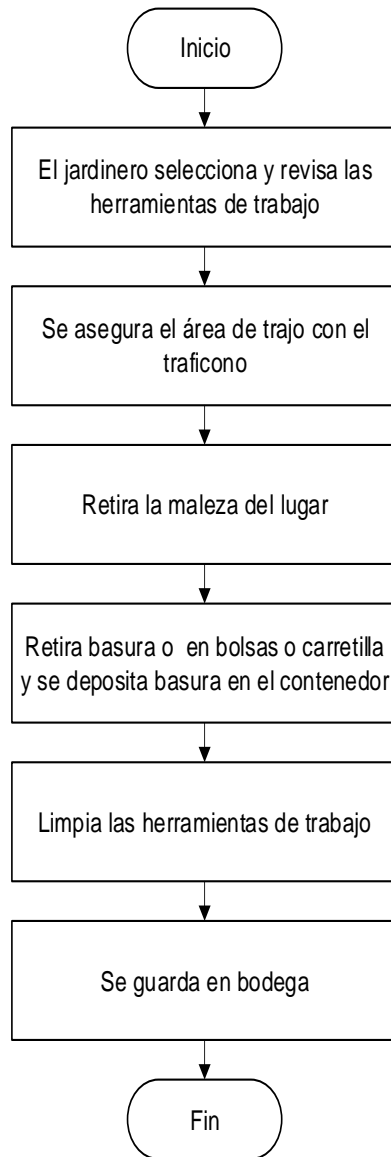 Inicio
El jardinero selecciona y revisa las
herramientas de trabajo
Se asegura el área de trajo con el
traficono
Retira la maleza del lugar
Retira basura o en bolsas o carretilla
y se deposita basura en el contenedor
Limpia las herramientas de trabajo
Se guarda en bodega
Fin